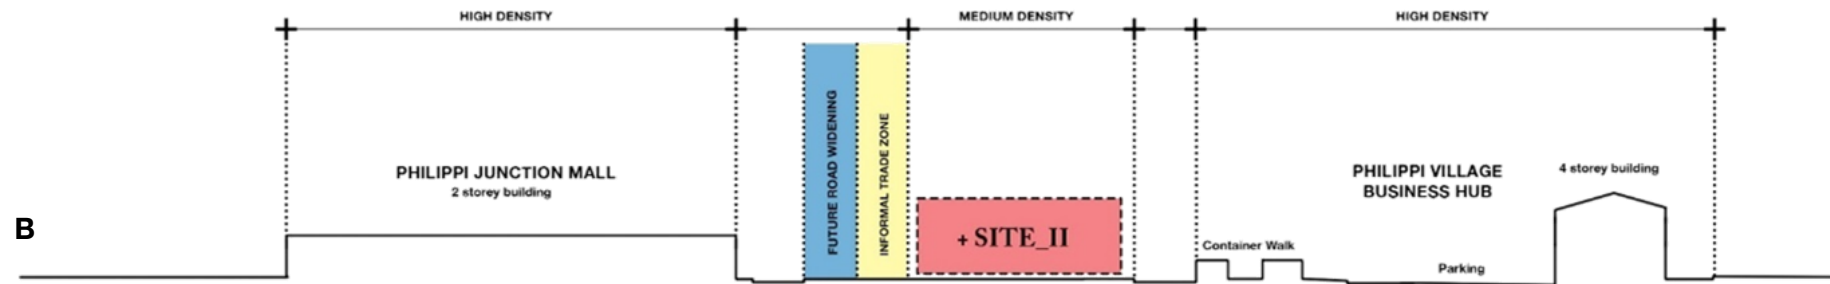 HIGH DENSITY
MEDIUM DENSITY
HIGH DENSITY
PHILIPPI JUNCTION MALL
2 storey building
FUTURE ROAD WIDENING
INFORMAL TRADE ZONE
+ SITE_II
PHILIPPI VILLAGE
BUSINESS HUB
4 storey building
Container Walk
Parking
B